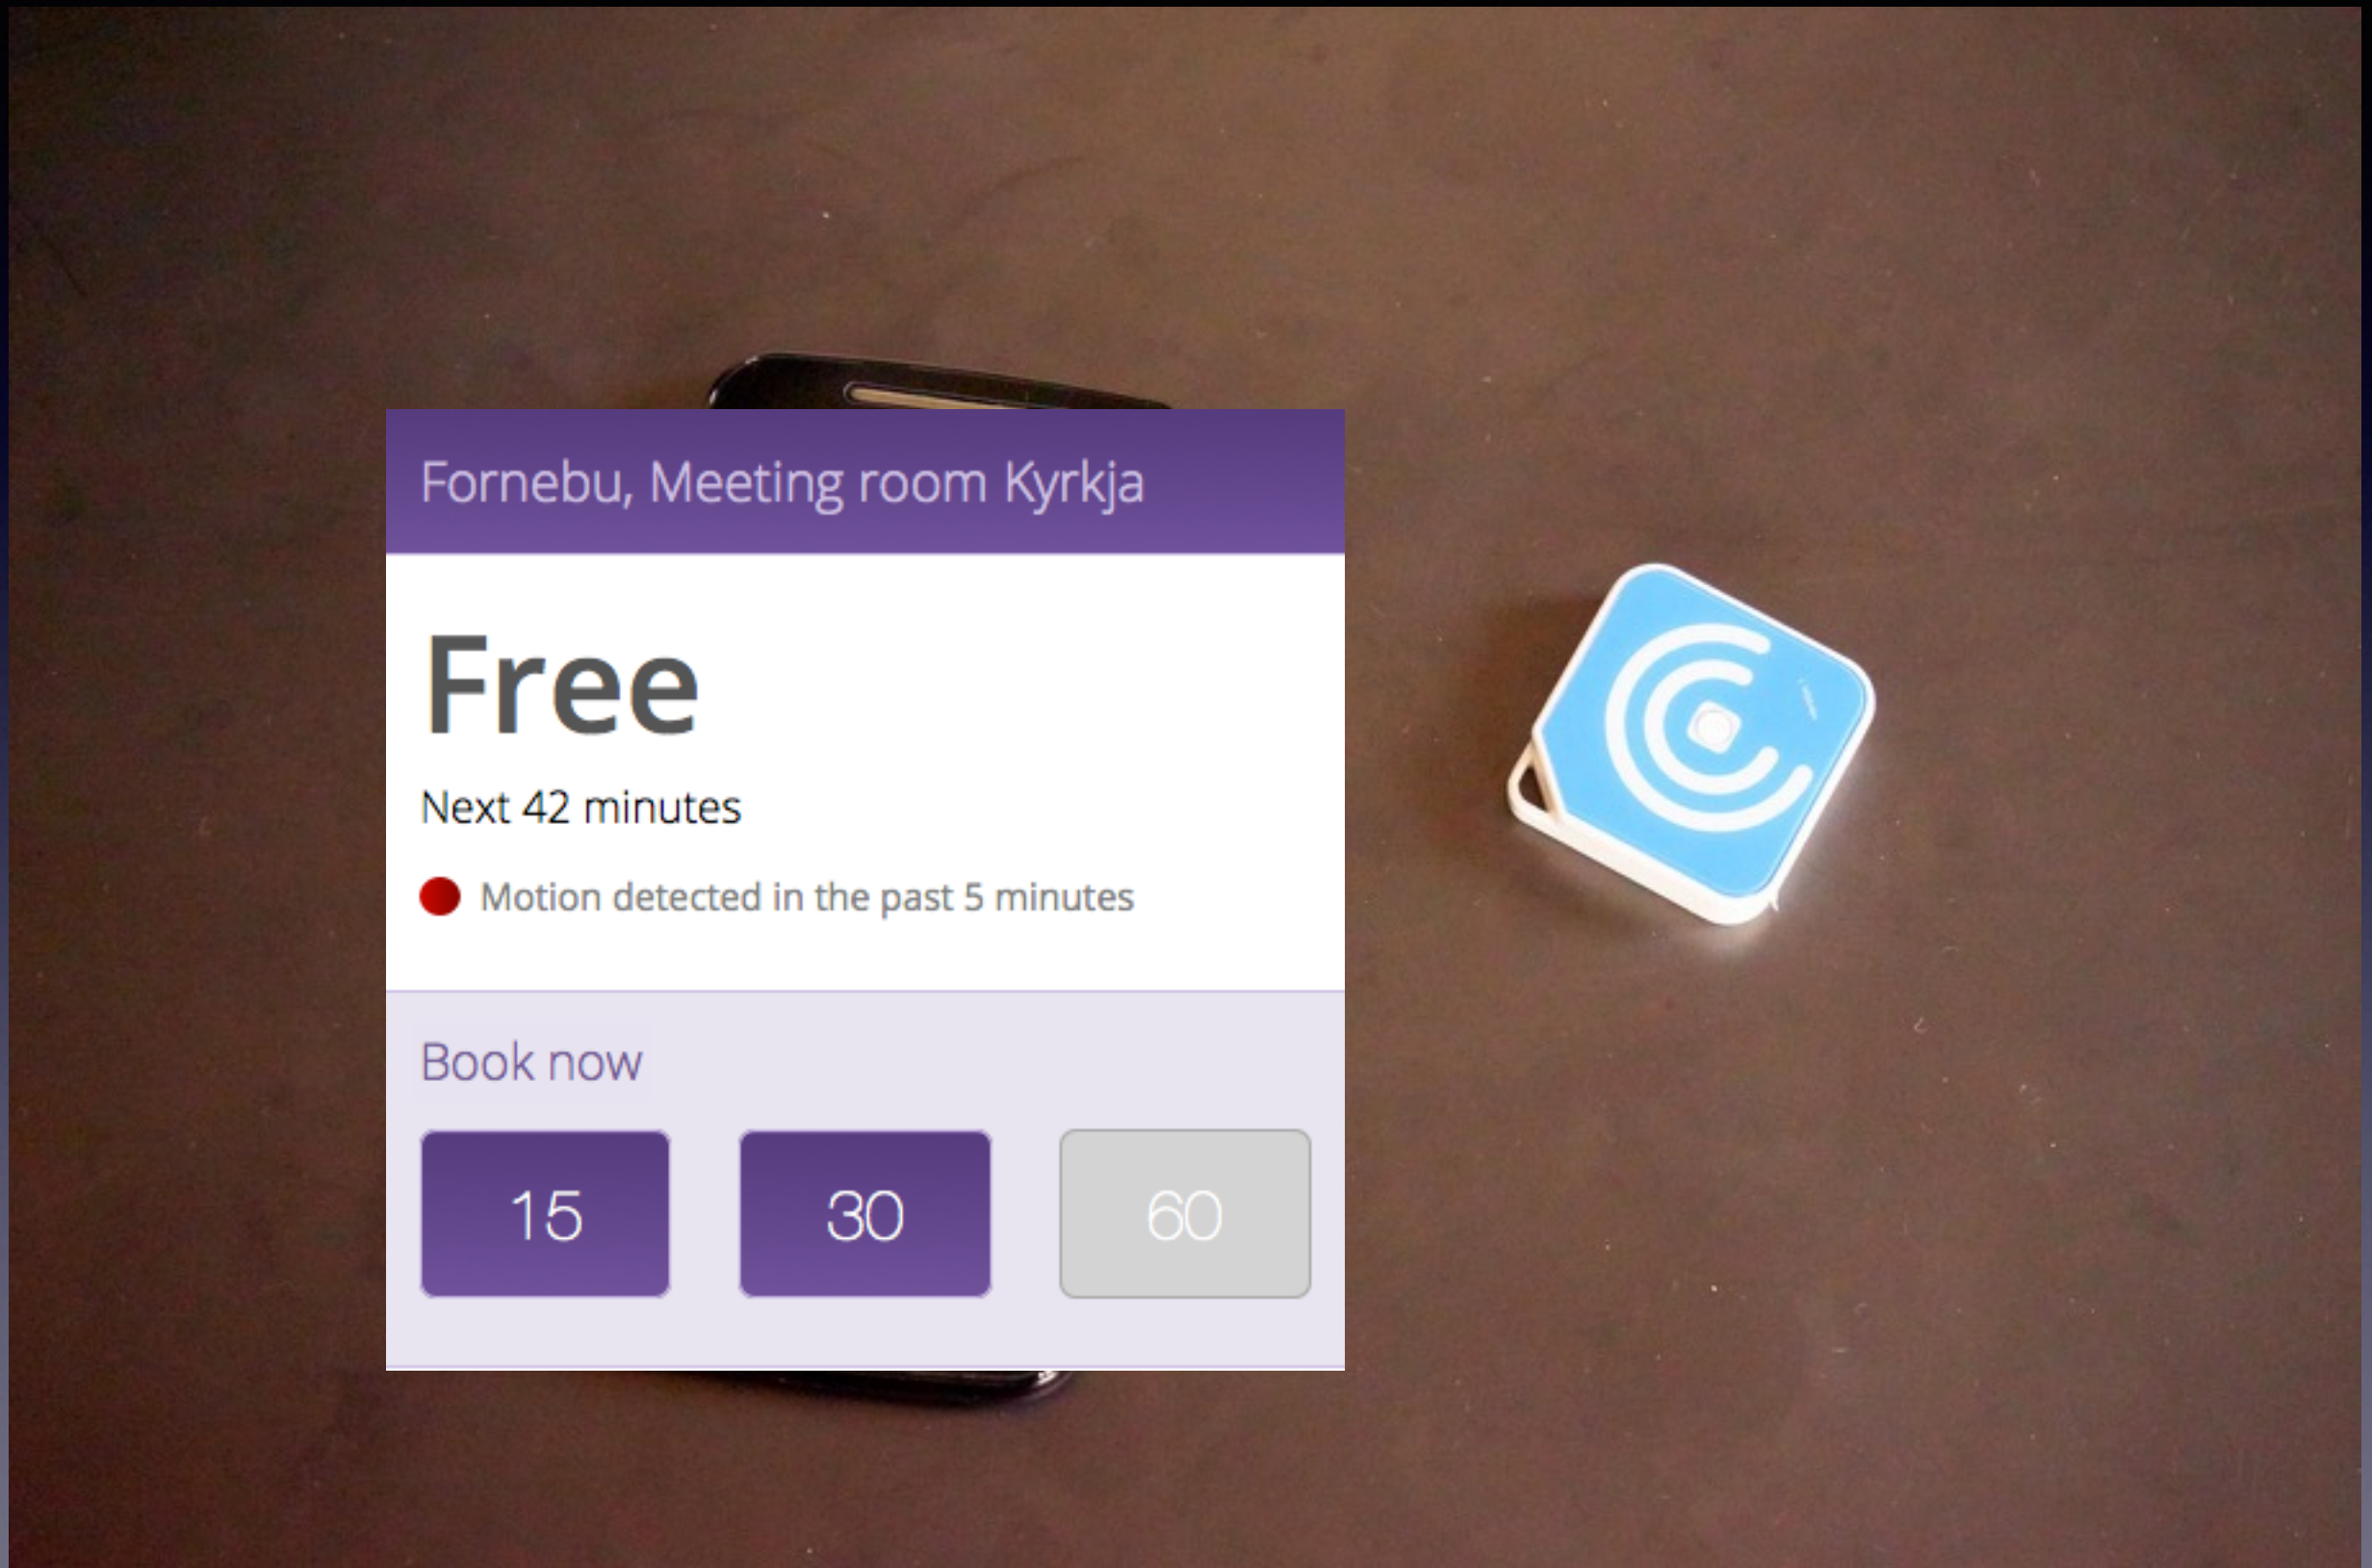 Fornebu, Meeting room Kyrkja
Free
Next 42 minutes
Motion detected in the past 5 minutes
Book now
15 30 60